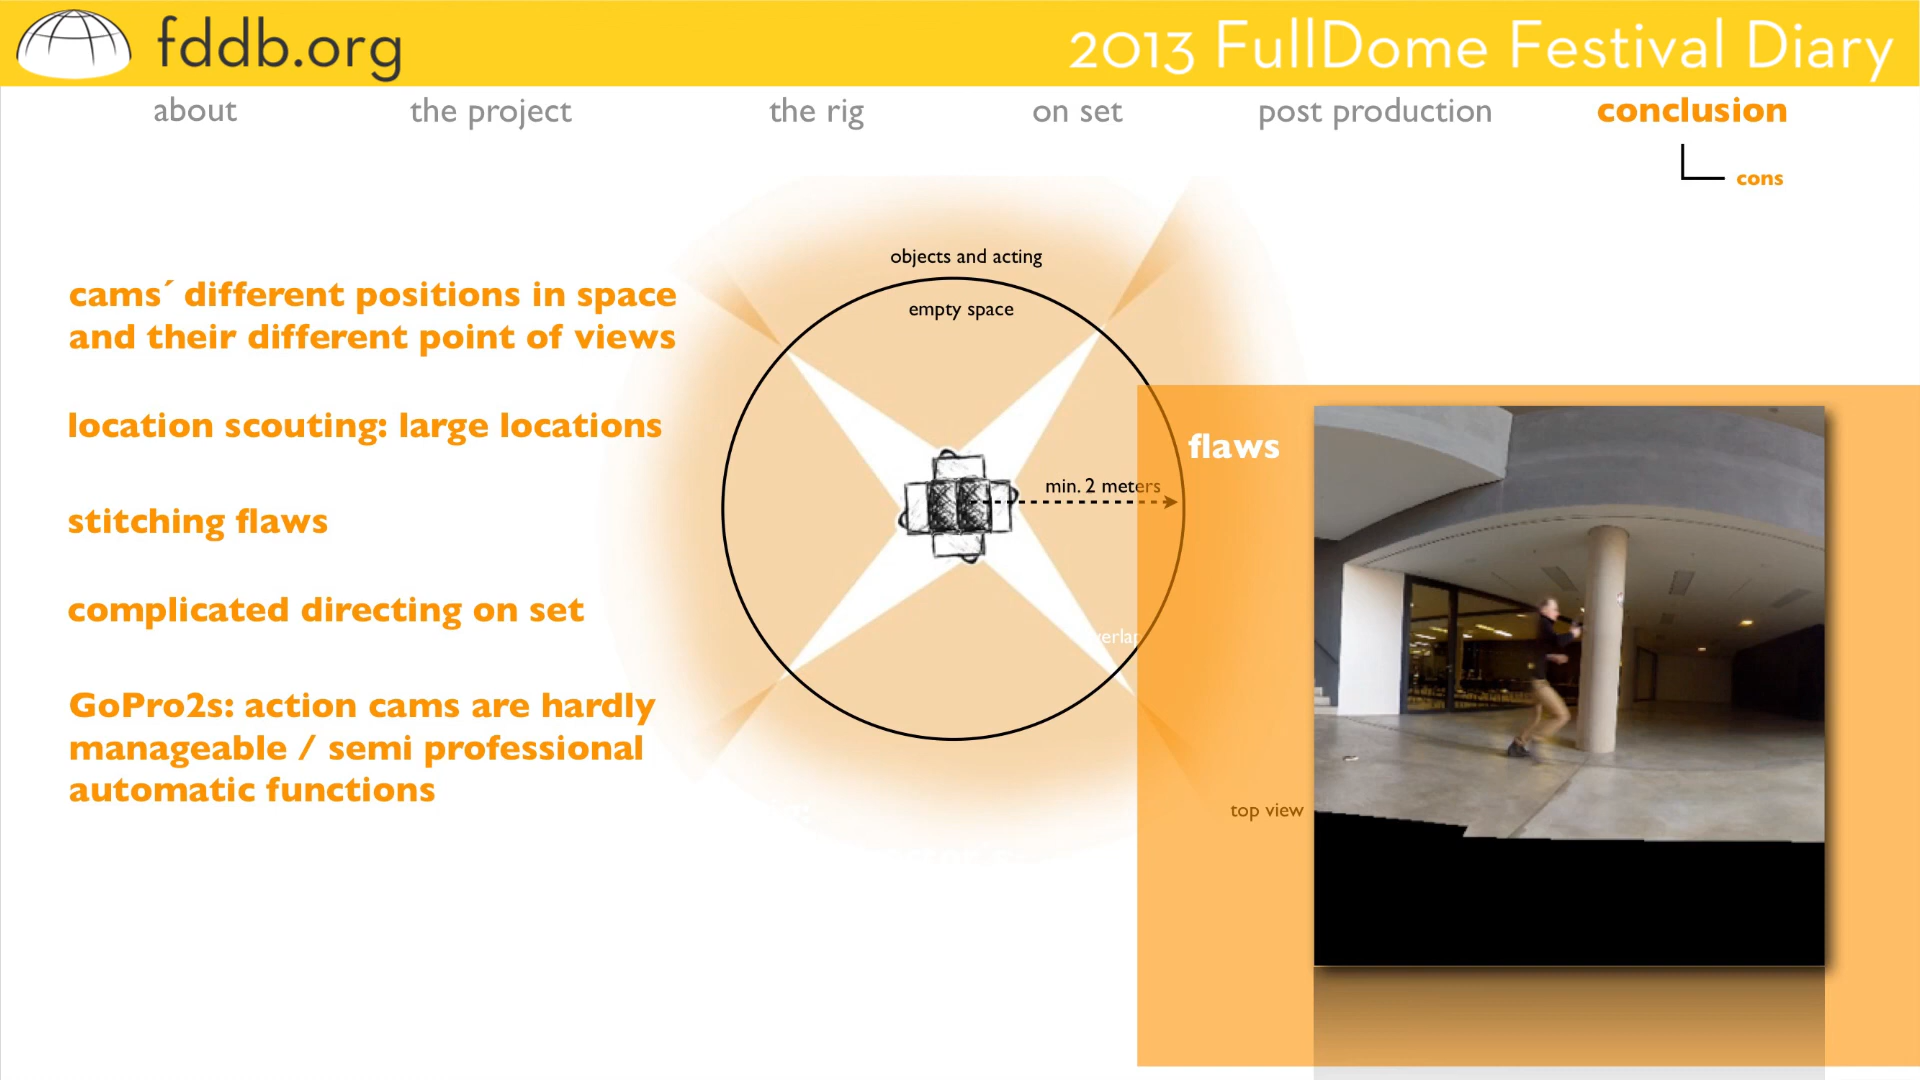 fddb.org
2013 FullDome Festival Diary
about
the project
the rig
on set
post production
conclusion
cons
objects and acting
empty space
cams´ different positions in space
and their different point of views
location scouting: large locations
flaws
min. 2 meters
stitching flaws
complicated directing on set
GoPro2s: action cams are hardly
manageable / semi professional
automatic functions
top view